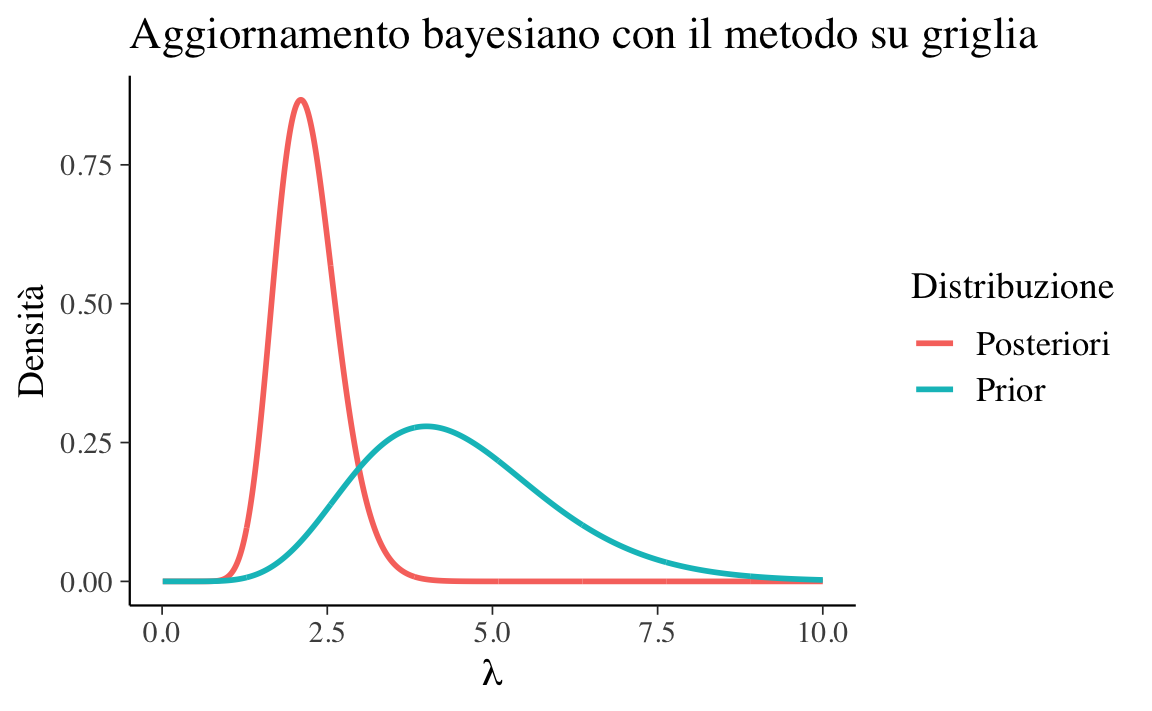 Aggiornamento bayesiano con il metodo su griglia
Densità
0.75
0.50
0.25
0.00
0.0 2.5 5.0 7.5 10.0
λ
Distribuzione
Posteriori
Prior